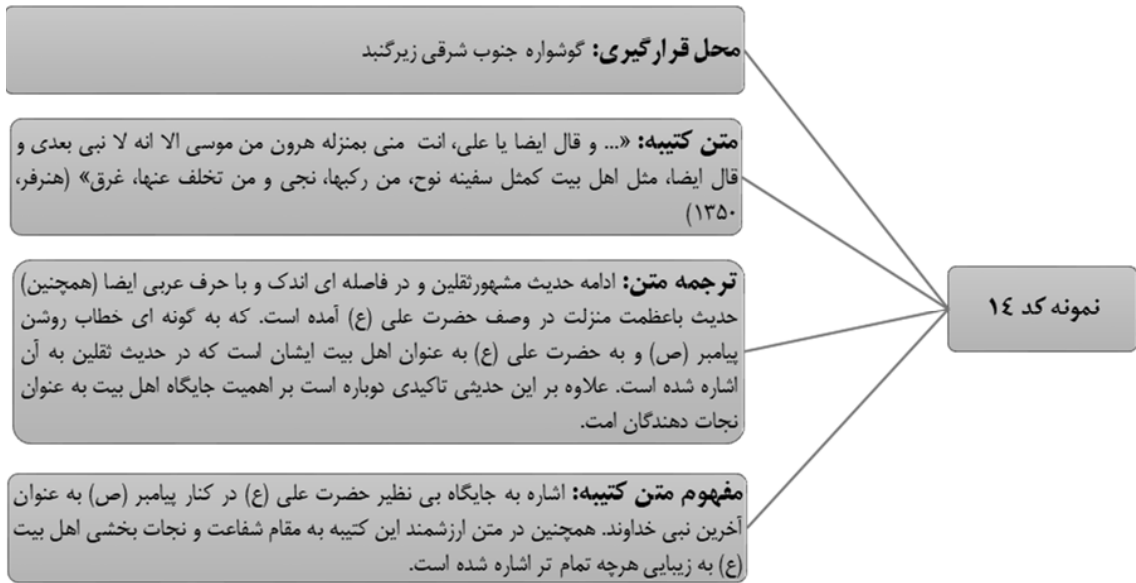 محل قرارگیری: گوشواره جنوب شرقی زیرگنبد
متن کتیبه: «... و قال ایضا یا علی، انت منی بمنزله هرون من موسی الا انه لا نبی بعدی و
قال ایضا، مثل اهل بیت کمثل سفینه نوح، من رکبها، نجی و من تخلف عنها، غرق» (هنرفر،
۱۳۵۰)
ترجمه متن: ادامه حدیث مشهورثقلین و در فاصله ای اندک و با حرف عربی ایضا (همچنین)
حدیث باعظمت منزلت در وصف حضرت علی (ع) آمده است. که به گونه ای خطاب روشن
پیامبر (ص) و به حضرت علی (ع) به عنوان اهل بیت ایشان است که در حدیث ثقلین به آن
اشاره شده است. علاوه بر این حدیثی تاکیدی دوباره است بر اهمیت جایگاه اهل بیت به عنوان
نجات دهندگان امت.
مفهوم متن کتیبه: اشاره به جایگاه بی نظیر حضرت علی (ع) در کنار پیامبر (ص) به عنوان
آخرین نبی خداوند. همچنین در متن ارزشمند این کتیبه به مقام شفاعت و نجات بخشی اهل بیت
(ع) به زیبایی هرچه تمام تر اشاره شده است.
نمونه کد ١٤